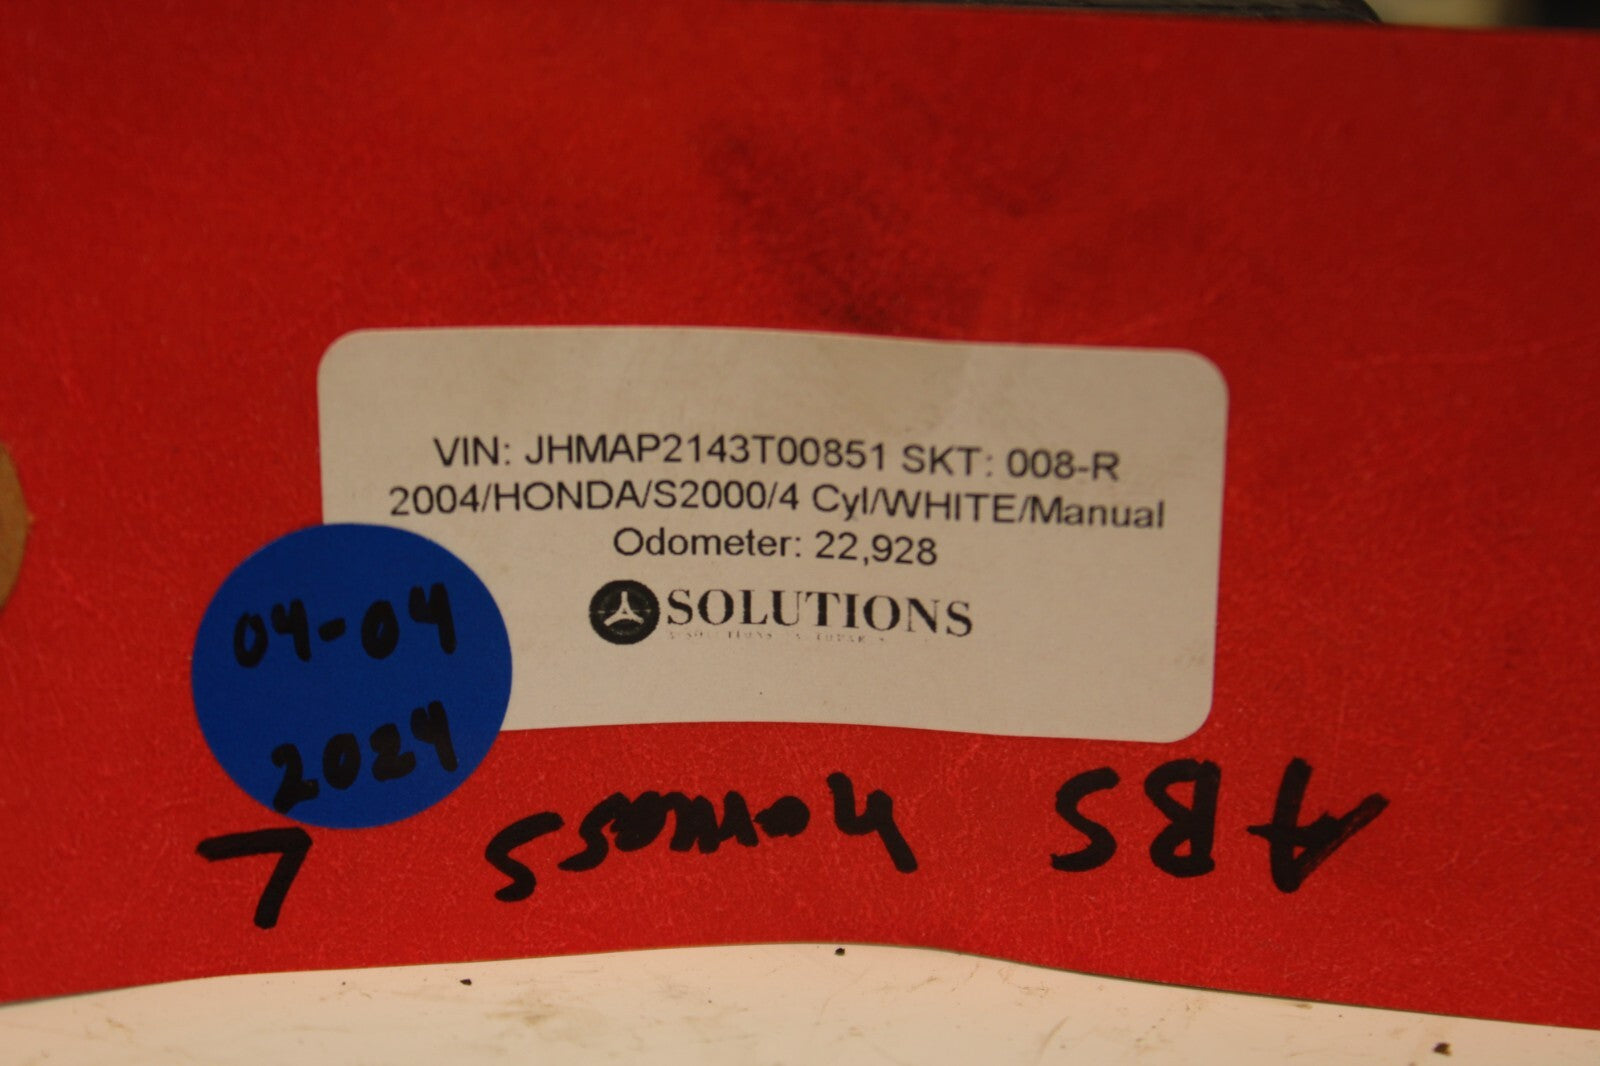 VIN: JHMAP2143T00851 SKT: 008-R
2004/HONDA/S2000/4 Cyl/WHITE/Manual
Odometer: 22,928
SOLUTIONS
04-04
2024
ABS harness L